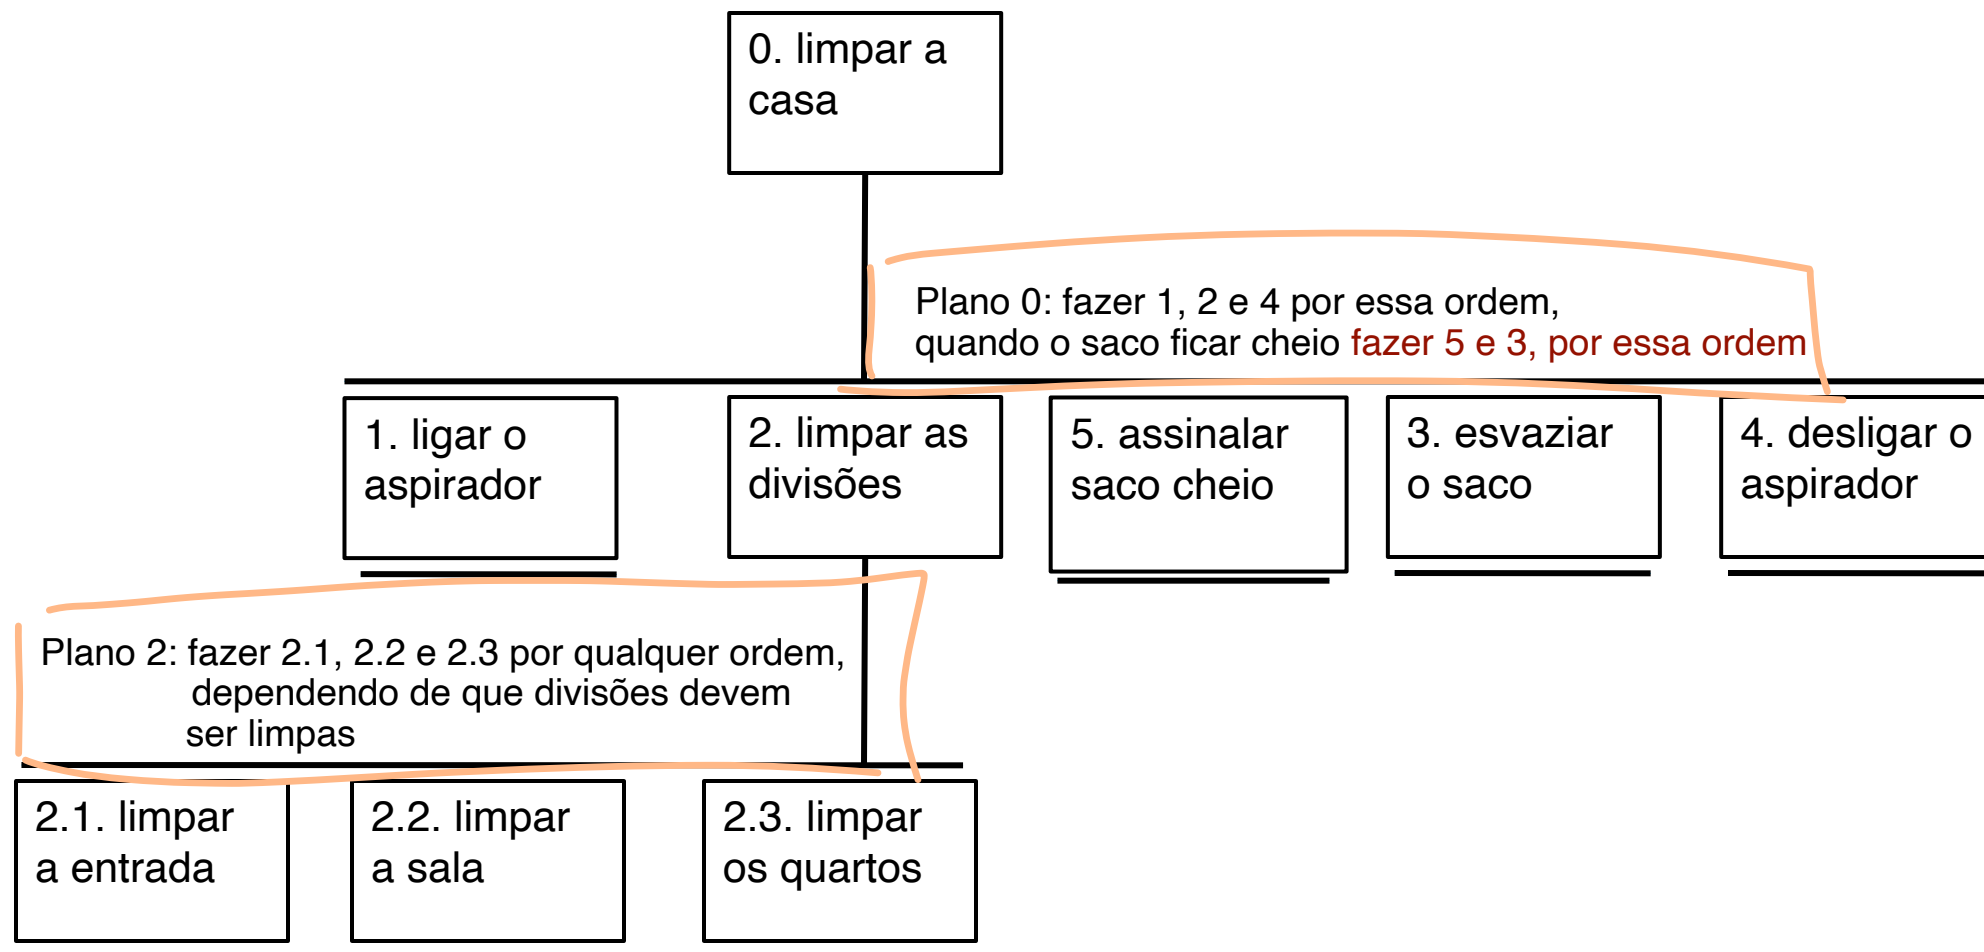 0. limpar a
casa
Plano 0: fazer 1, 2 e 4 por essa ordem,
quando o saco ficar cheio fazer 5 e 3, por essa ordem
1. ligar o
aspirador
2. limpar as
divisões
5. assinalar
saco cheio
3. esvaziar
o saco
4. desligar o
aspirador
Plano 2: fazer 2.1, 2.2 e 2.3 por qualquer ordem,
dependendo de que divisões devem
ser limpas
2.1. limpar
a entrada
2.2. limpar
a sala
2.3. limpar
os quartos